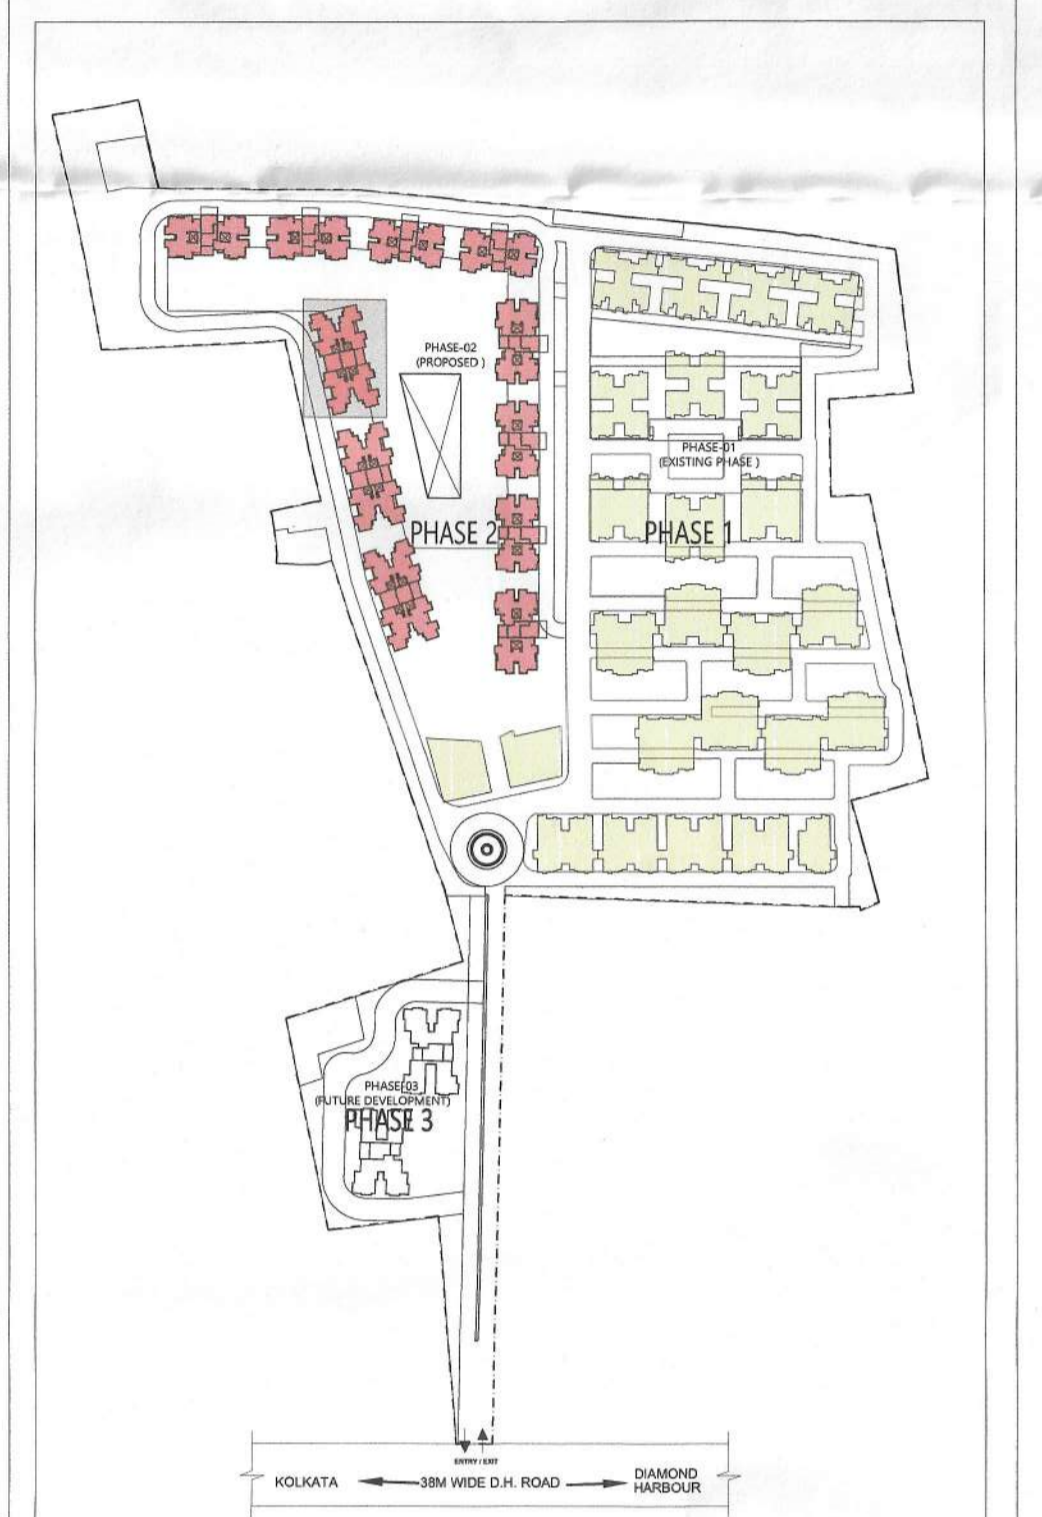 PHASE-02
(PROPOSED )
PHASE 2
PHASE-01
(EXISTING PHASE )
PHASE 1
PHASE-03
(FUTURE DEVELOPMENT)
PHASE 3
ENTRY / EXIT
KOLKATA
38M WIDE D.H. ROAD
DIAMOND
HARBOUR